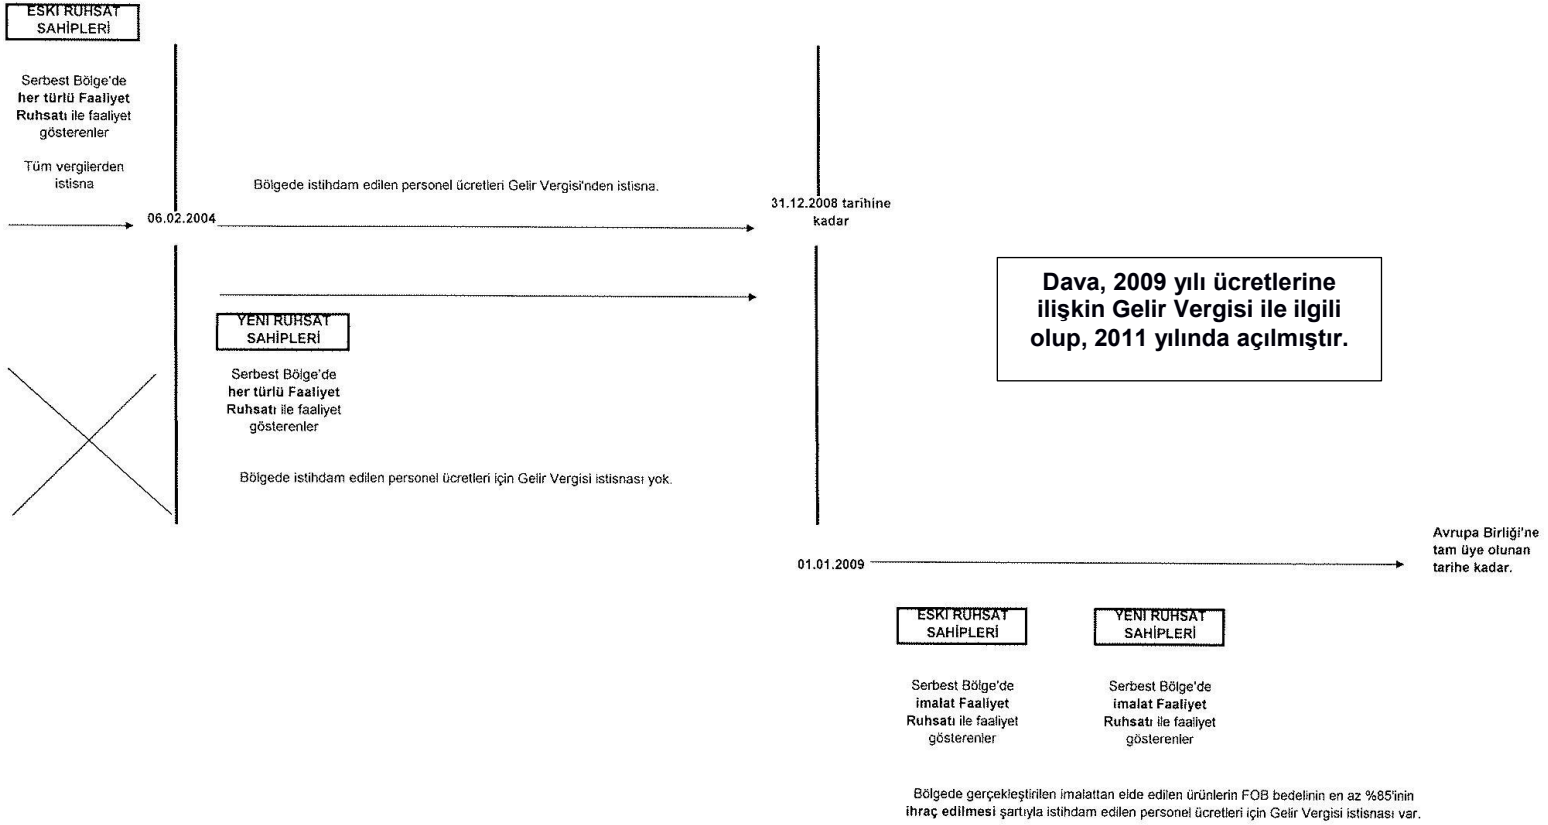 ESKİ RUHSAT
SAHİPLERİ
Serbest Bölge'de
her türlü Faaliyet
Ruhsatı ile faaliyet
gösterenler
Tüm vergilerden
istisna
Bölgede istihdam edilen personel ücretleri Gelir Vergisi'nden istisna.
06.02.2004
31.12.2008 tarihine
kadar
YENİ RUHSAT
SAHİPLERİ
Serbest Bölge'de
her türlü Faaliyet
Ruhsatı ile faaliyet
gösterenler
Bölgede istihdam edilen personel ücretleri için Gelir Vergisi istisnası yok.
Dava, 2009 yılı ücretlerine
ilişkin Gelir Vergisi ile ilgili
olup, 2011 yılında açılmıştır.
01.01.2009
Avrupa Birliği'ne
tam üye olunan
tarihe kadar.
ESKİ RUHSAT
SAHİPLERİ
Serbest Bölge'de
imalat Faaliyet
Ruhsatı ile faaliyet
gösterenler
YENİ RUHSAT
SAHİPLERİ
Serbest Bölge'de
imalat Faaliyet
Ruhsatı ile faaliyet
gösterenler
Bölgede gerçekleştirilen imalattan elde edilen ürünlerin FOB bedelinin en az %85'inin
ihraç edilmesi şartıyla istihdam edilen personel ücretleri için Gelir Vergisi istisnası var.